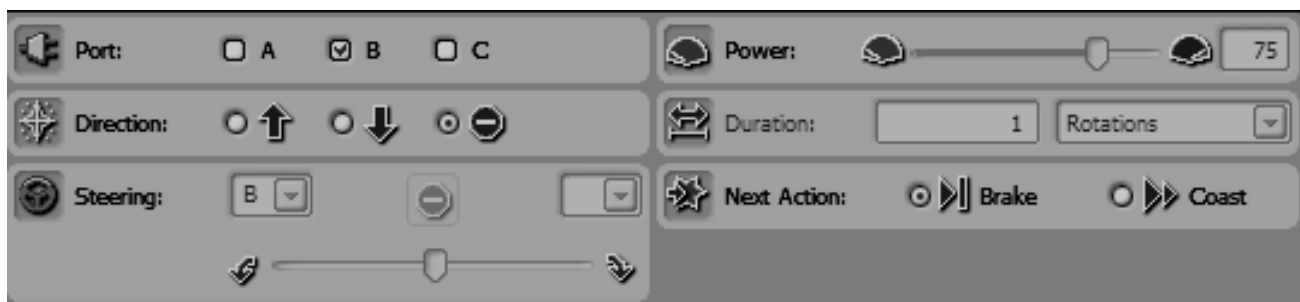 Port: A B C
Power: 75
Direction:
Duration: 1 Rotations
Steering: B
Next Action: Brake Coast